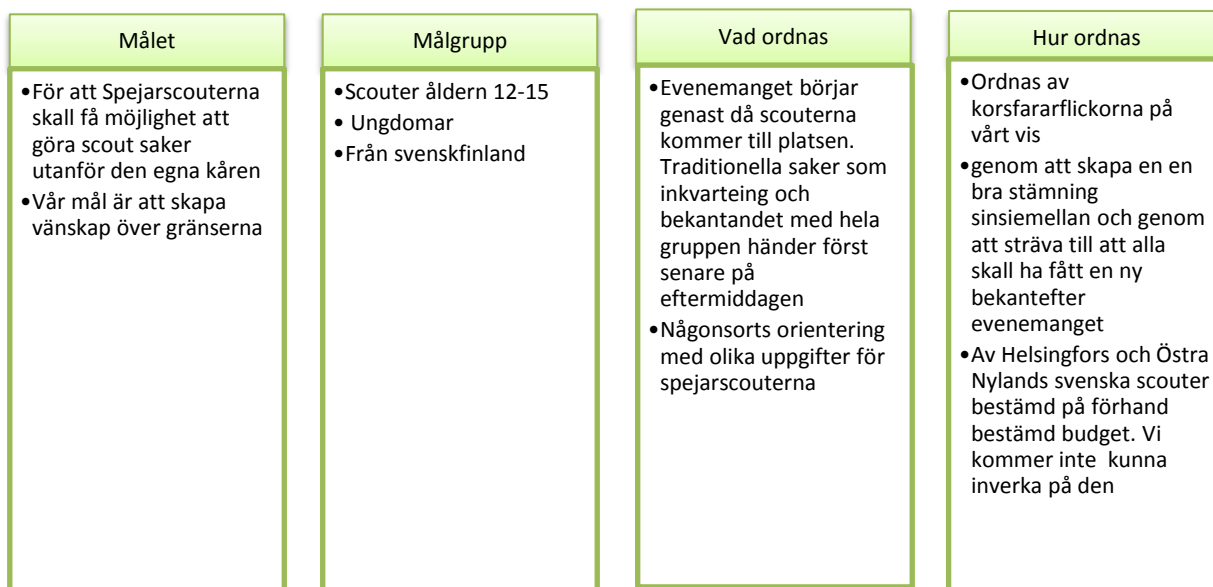 Målet
•För att Spejarscouterna
skall få möjlighet att
göra scout saker
utanför den egna kåren
•Vår mål är att skapa
vänskap över gränserna
Målgrupp
•Scouter åldern 12-15
• Ungdomar
•Från svenskfinland
Vad ordnas
•Evenemanget börjar
genast då scouterna
kommer till platsen.
Traditionella saker som
inkvarteing och
bekantandet med hela
gruppen händer först
senare på
eftermiddagen
•Någonsorts orientering
med olika uppgifter för
spejarscouterna
Hur ordnas
•Ordnas av
korsfararflickorna på
vårt vis
•genom att skapa en en
bra stämning
sinsiemellan och genom
att sträva till att alla
skall ha fått en ny
bekantefter
evenemanget
•Av Helsingfors och Östra
Nylands svenska scouter
bestämd på förhand
bestämd budget. Vi
kommer inte kunna
inverka på den